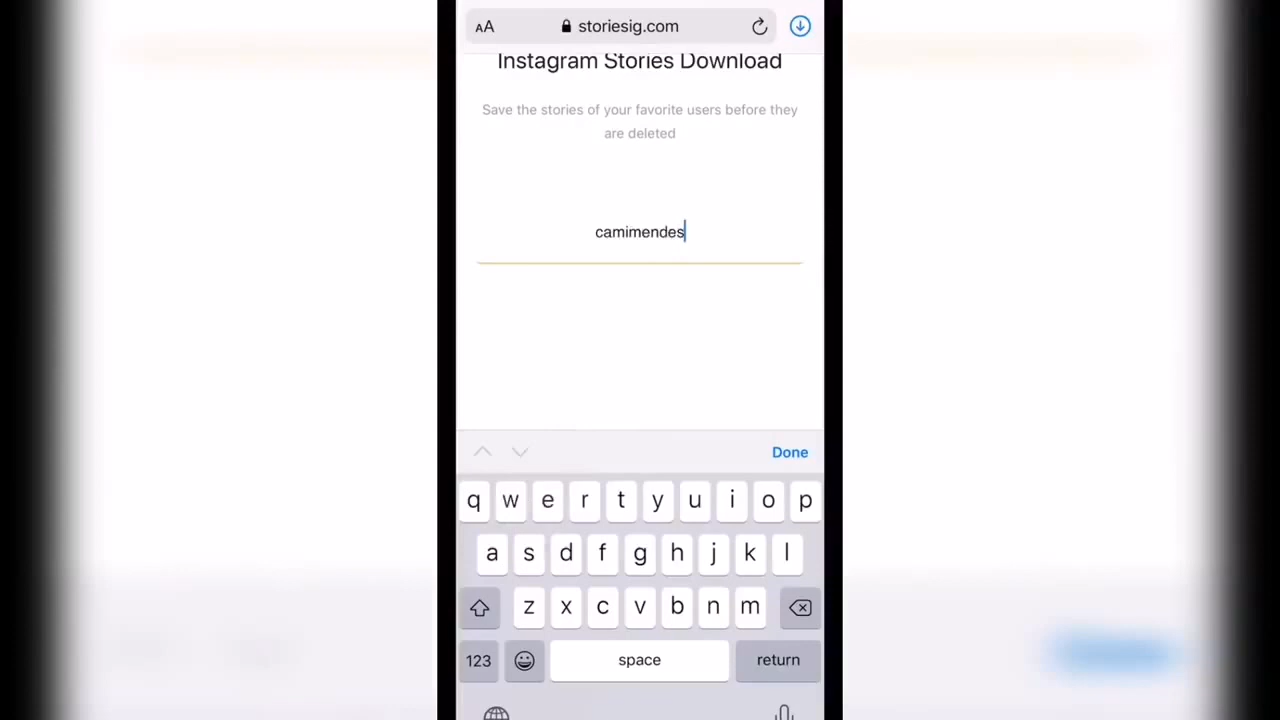 AA storiesig.com
Instagram Stories Download
Save the stories of your favorite users before they
are deleted
camimendes
Done
q w e r t y u i o p
a s d f g h j k l
z x c v b n m
123 space return